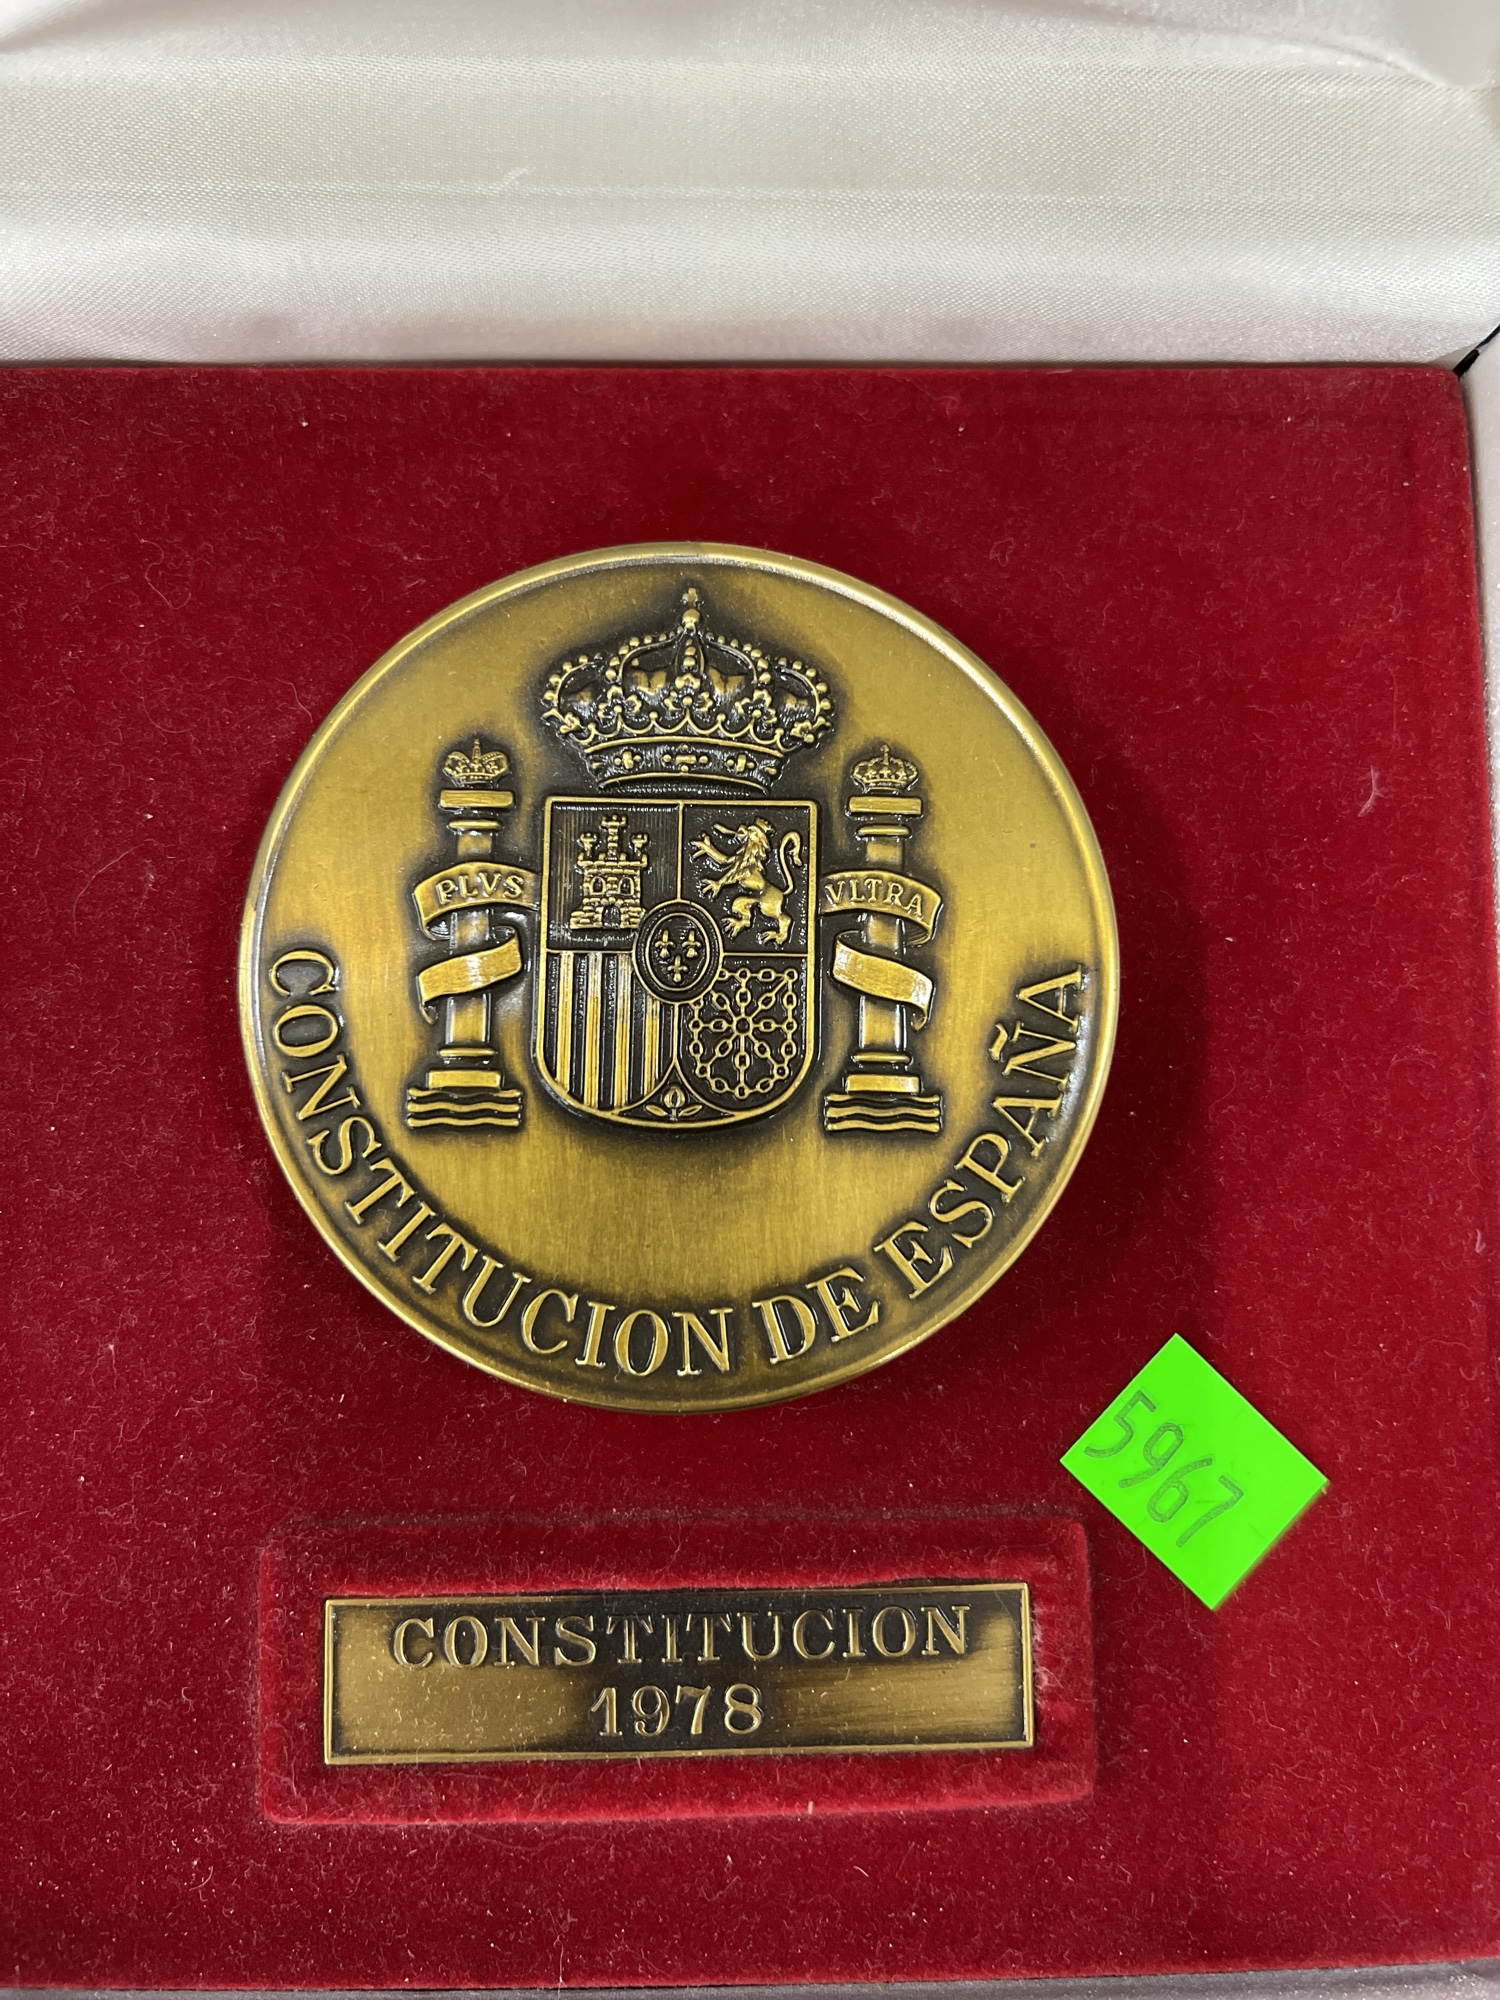 PLVS
VLTRA
CONSTITUCION DE ESPAÑA
5967
CONSTITUCION
1978